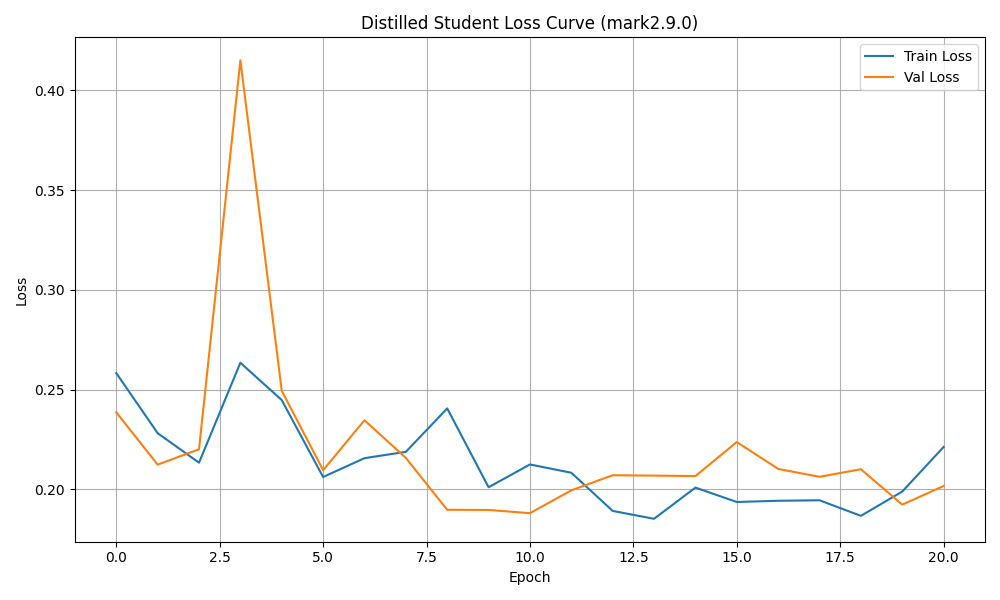 Distilled Student Loss Curve (mark2.9.0)
Train Loss
Val Loss
0.40
0.35
0.30
0.25
0.20
Loss
0.0 2.5 5.0 7.5 10.0 12.5 15.0 17.5 20.0
Epoch